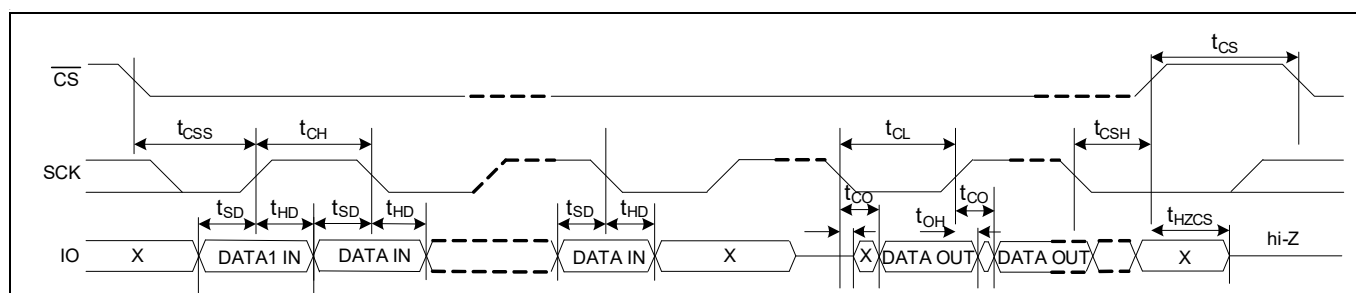 t_CS
CS
t_CSS t_CH t_CL t_CSH
SCK
t_SD t_HD t_SD t_HD t_SD t_HD t_CO t_OH t_CO t_HZCS
IO X DATA1 IN DATA IN DATA IN X X DATA OUT DATA OUT X hi-Z